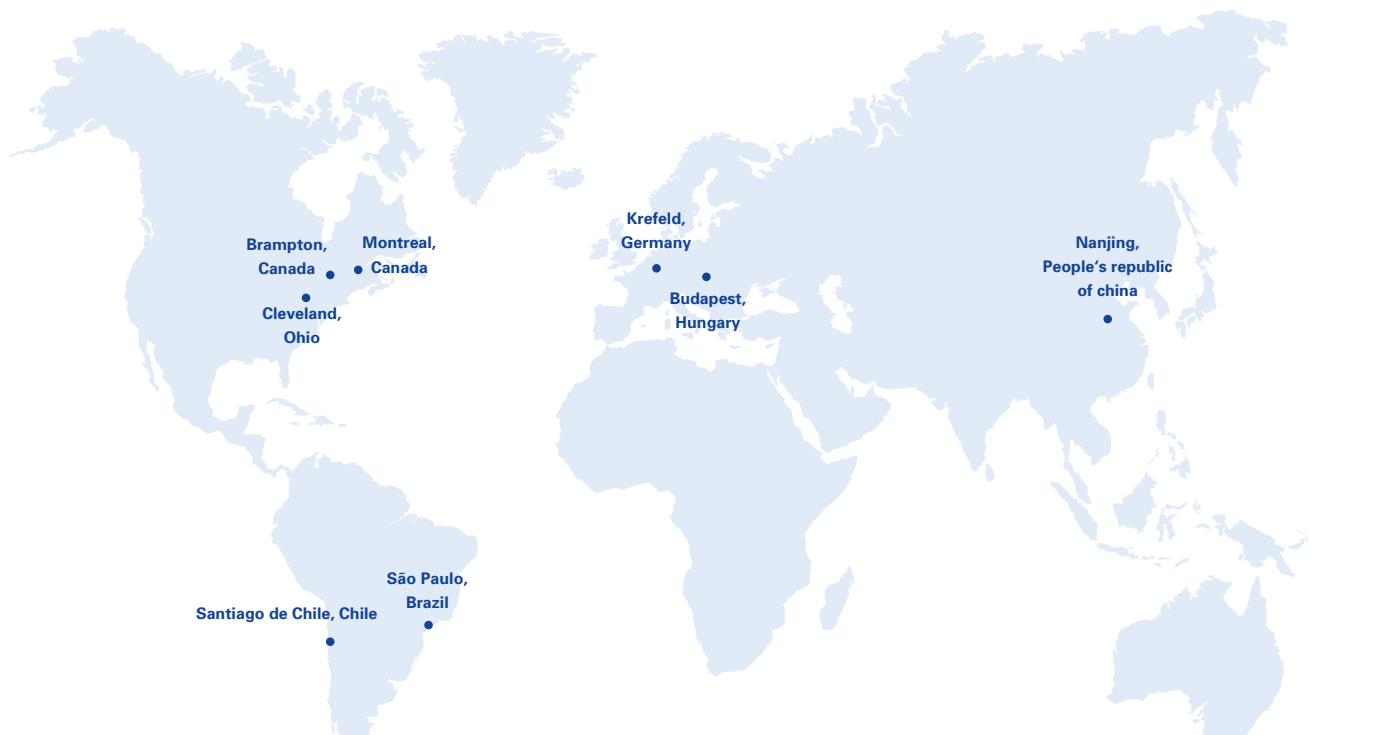 Brampton,
Canada
Montreal,
Canada
Cleveland,
Ohio
Krefeld,
Germany
Budapest,
Hungary
Nanjing,
People‘s republic
of china
São Paulo,
Brazil
Santiago de Chile, Chile